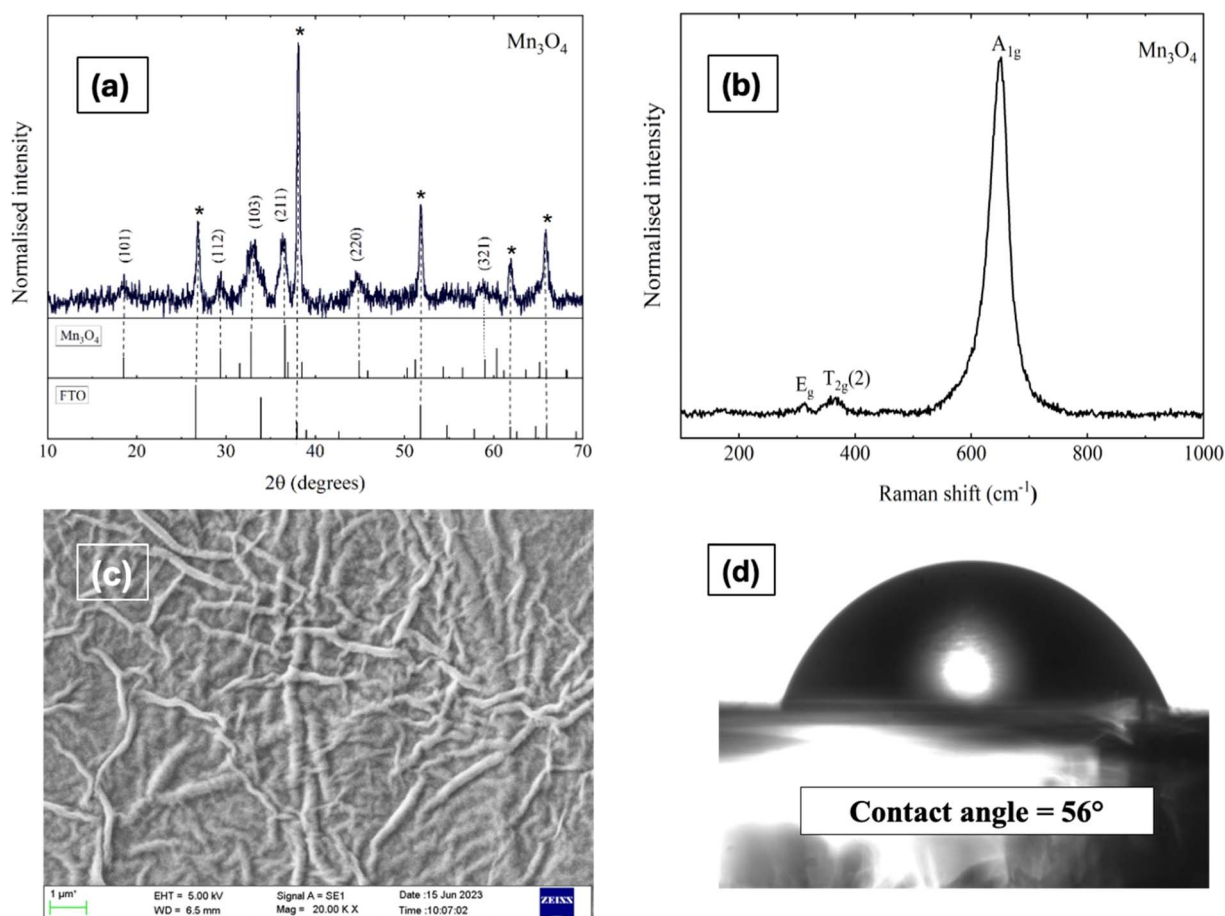 (a)
Mn₃O₄
Normalised intensity
(101)
*
(112)
(103)
(211)
*
(220)
*
(321)
*
*
Mn₃O₄
FTO
10 20 30 40 50 60 70
2θ (degrees)
(b)
Mn₃O₄
Normalised intensity
A₁g
E_g
T₂g(2)
200 400 600 800 1000
Raman shift (cm⁻¹)
(c)
1 µm*
EHT = 5.00 kV Signal A = SE1 Date :15 Jun 2023
WD = 6.5 mm Mag = 20.00 K X Time :10:07:02
ZEISS
(d)
Contact angle = 56°